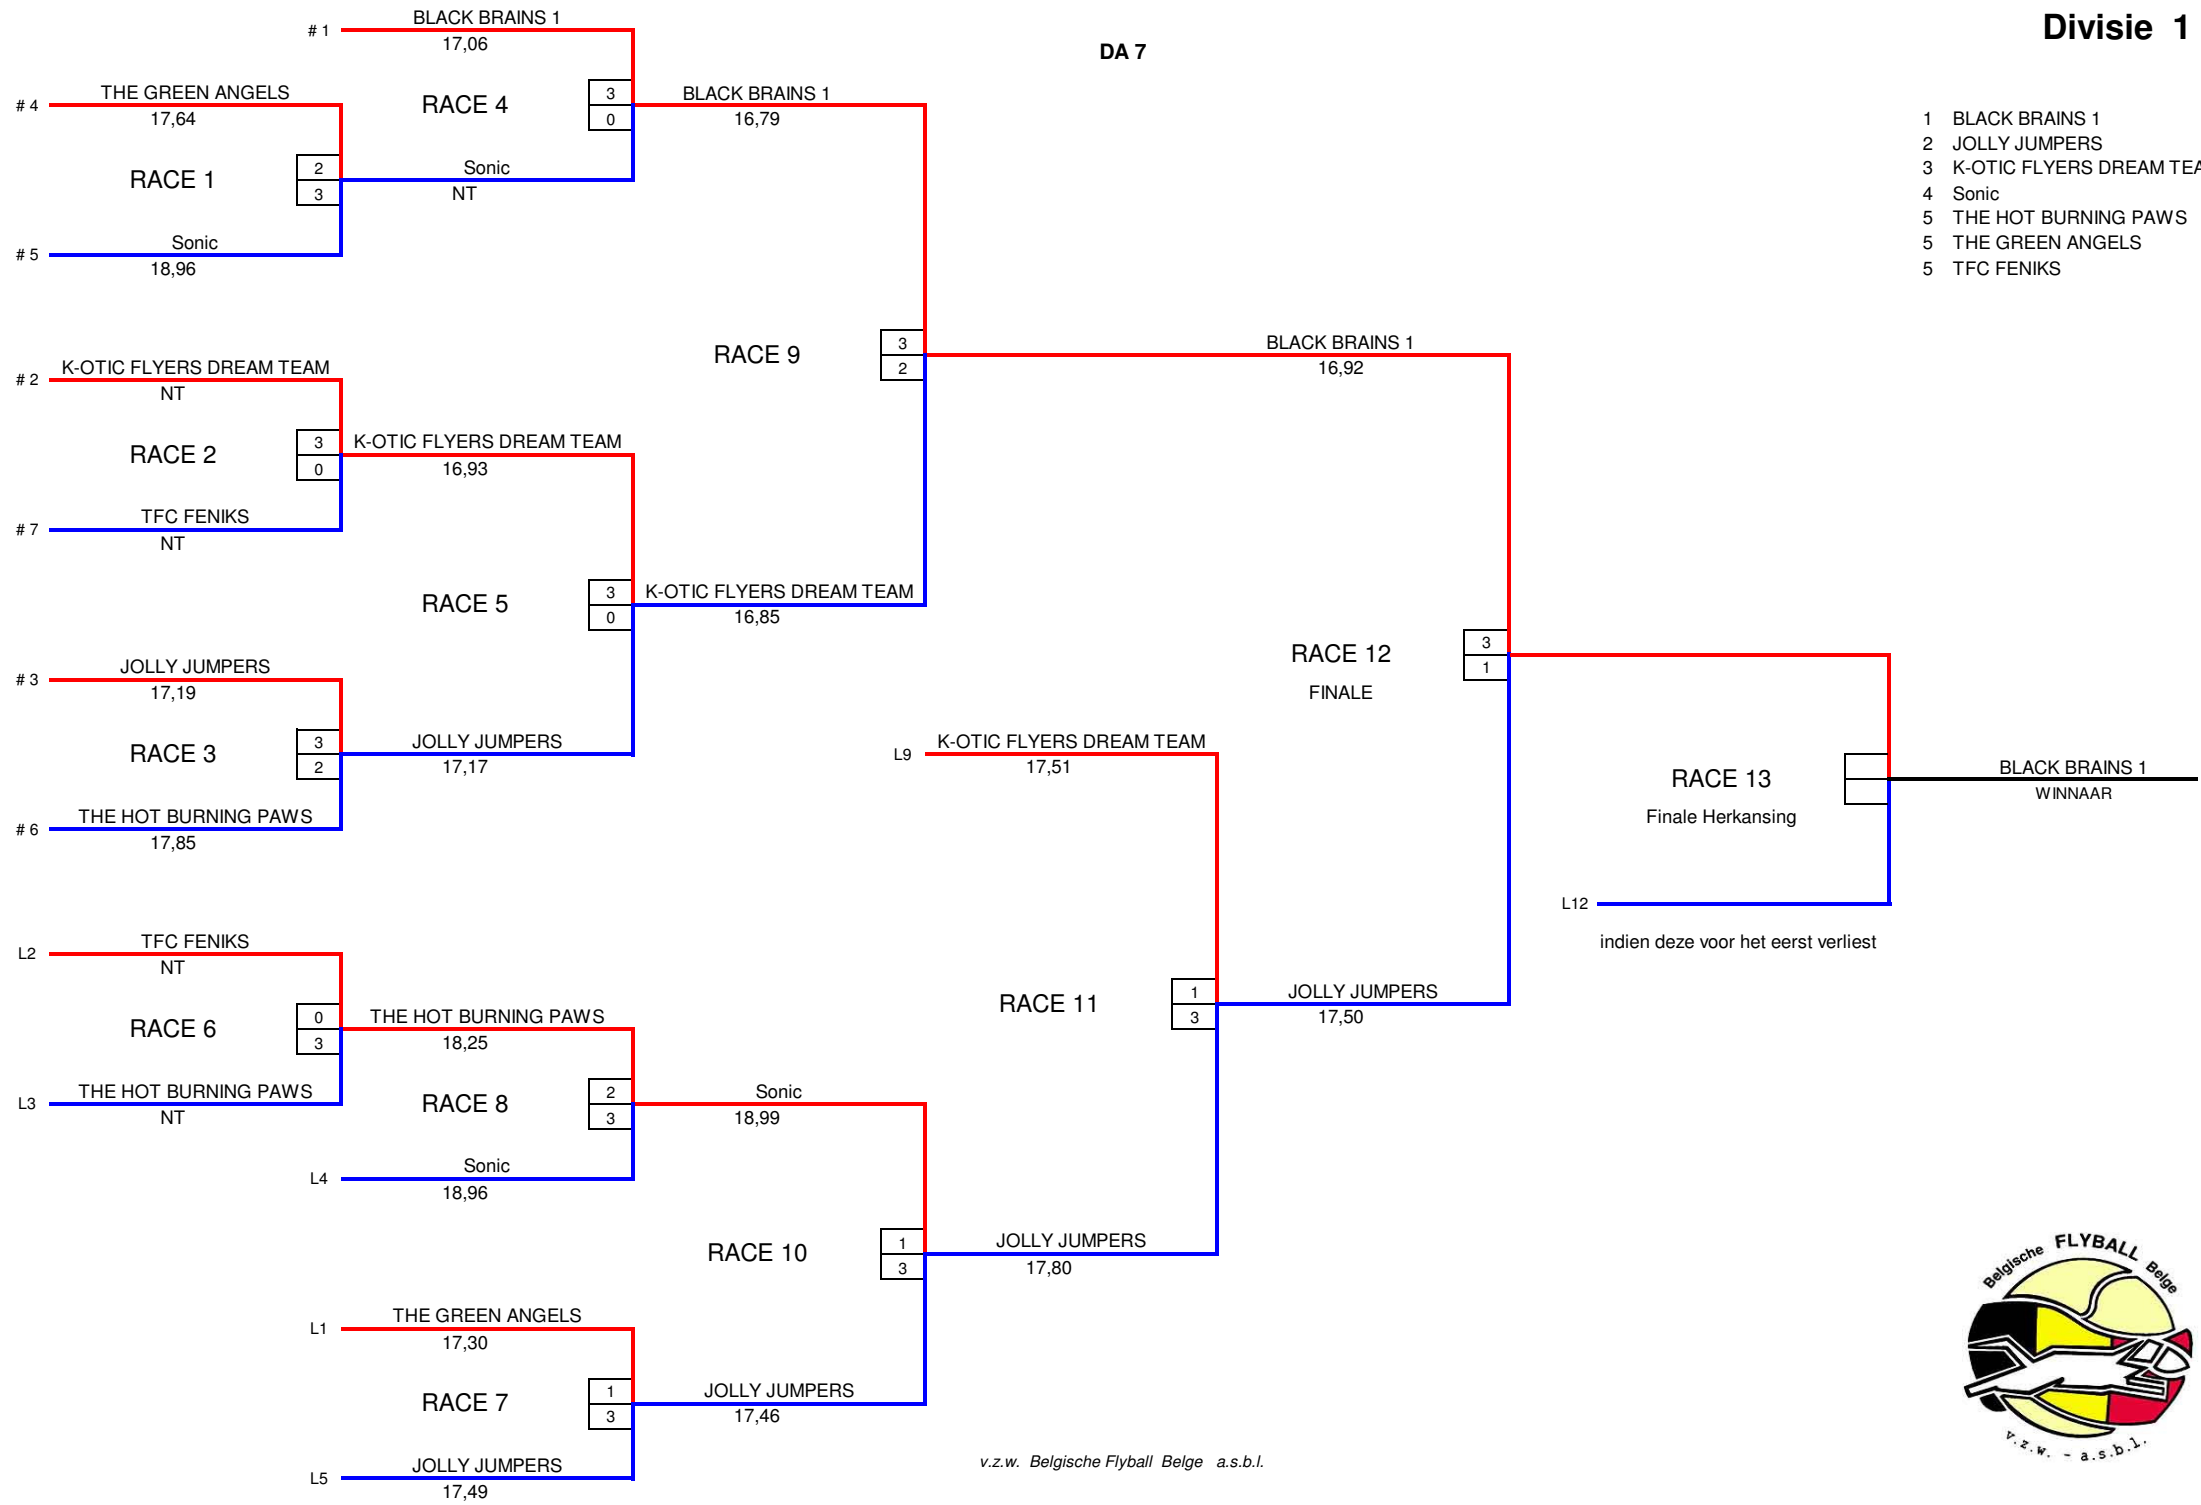 Divisie 1
DA 7
1 BLACK BRAINS 1
2 JOLLY JUMPERS
3 K-OTIC FLYERS DREAM TEA
4 Sonic
5 THE HOT BURNING PAWS
5 THE GREEN ANGELS
5 TFC FENIKS
# 1 BLACK BRAINS 1
17,06
# 4 THE GREEN ANGELS
17,64
RACE 4
3
0
BLACK BRAINS 1
16,79
RACE 1
2
3
Sonic
NT
# 5 Sonic
18,96
RACE 9
3
2
BLACK BRAINS 1
16,92
# 2 K-OTIC FLYERS DREAM TEAM
NT
RACE 2
3
0
K-OTIC FLYERS DREAM TEAM
16,93
# 7 TFC FENIKS
NT
RACE 5
3
0
K-OTIC FLYERS DREAM TEAM
16,85
# 3 JOLLY JUMPERS
17,19
RACE 3
3
2
JOLLY JUMPERS
17,17
# 6 THE HOT BURNING PAWS
17,85
RACE 12
FINALE
3
1
L9 K-OTIC FLYERS DREAM TEAM
17,51
RACE 13
Finale Herkansing
BLACK BRAINS 1
WINNAAR
L12
indien deze voor het eerst verliest
L2 TFC FENIKS
NT
RACE 6
0
3
THE HOT BURNING PAWS
18,25
L3 THE HOT BURNING PAWS
NT
RACE 8
2
3
Sonic
18,99
L4 Sonic
18,96
RACE 11
1
3
JOLLY JUMPERS
17,50
RACE 10
1
3
JOLLY JUMPERS
17,80
L1 THE GREEN ANGELS
17,30
RACE 7
1
3
JOLLY JUMPERS
17,46
L5 JOLLY JUMPERS
17,49
v.z.w. Belgische Flyball Belge a.s.b.l.
Belgische FLYBALL Belge
v.z.w. - a.s.b.l.